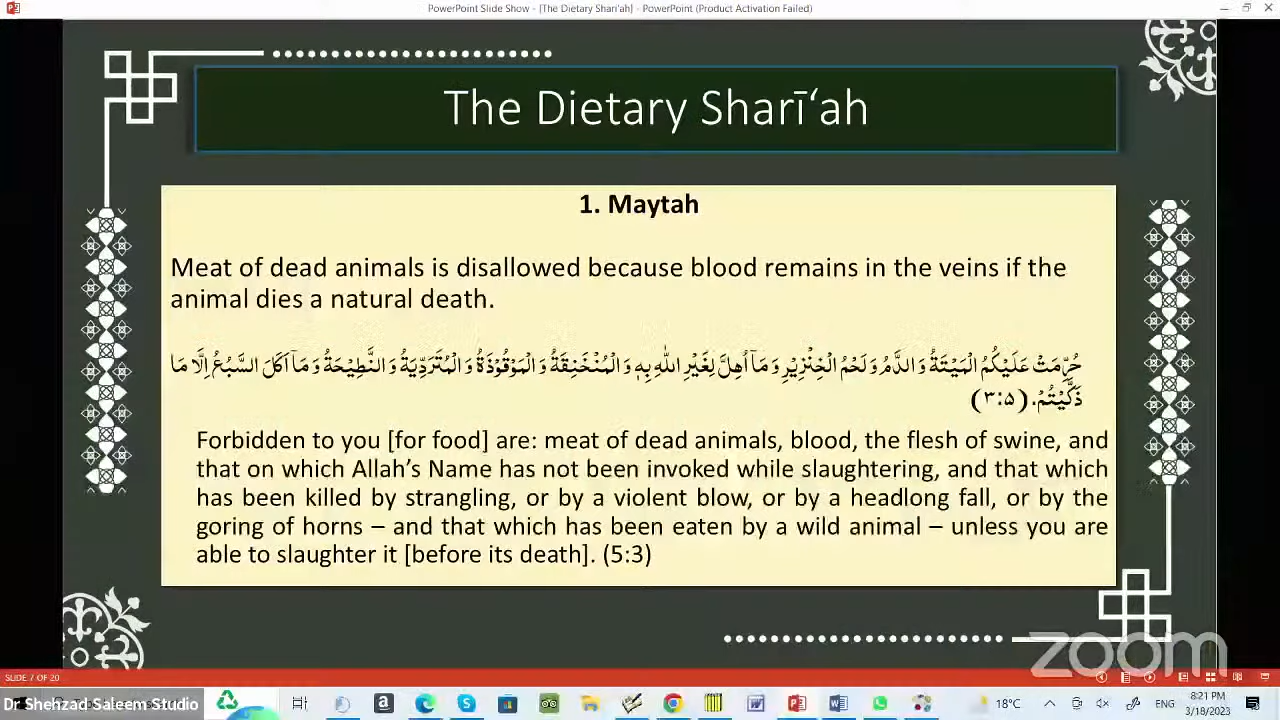 PowerPoint Slide Show - [The Dietary Shari'ah] - PowerPoint (Product Activation Failed)
The Dietary Sharī‘ah
1. Maytah
Meat of dead animals is disallowed because blood remains in the veins if the
animal dies a natural death.
حُرِّمَتْ عَلَيْكُمُ الْمَيْتَةُ وَالدَّمُ وَلَحْمُ الْخِنْزِيْرِ وَمَآ اُهِلَّ لِغَيْرِ اللّٰهِ بِهٖ وَالْمُنْخَنِقَةُ وَالْمَوْقُوْذَةُ وَالْمُتَرَدِّيَةُ وَالنَّطِيْحَةُ وَمَآ اَكَلَ السَّبُعُ اِلَّا مَا
ذَكَّيْتُمْ. (۳:۵)
Forbidden to you [for food] are: meat of dead animals, blood, the flesh of swine, and
that on which Allah’s Name has not been invoked while slaughtering, and that which
has been killed by strangling, or by a violent blow, or by a headlong fall, or by the
goring of horns – and that which has been eaten by a wild animal – unless you are
able to slaughter it [before its death]. (5:3)
zoom
SLIDE 7 OF 20
Dr Shehzad Saleem Studio
18°C
ENG
8:21 PM
3/18/2023